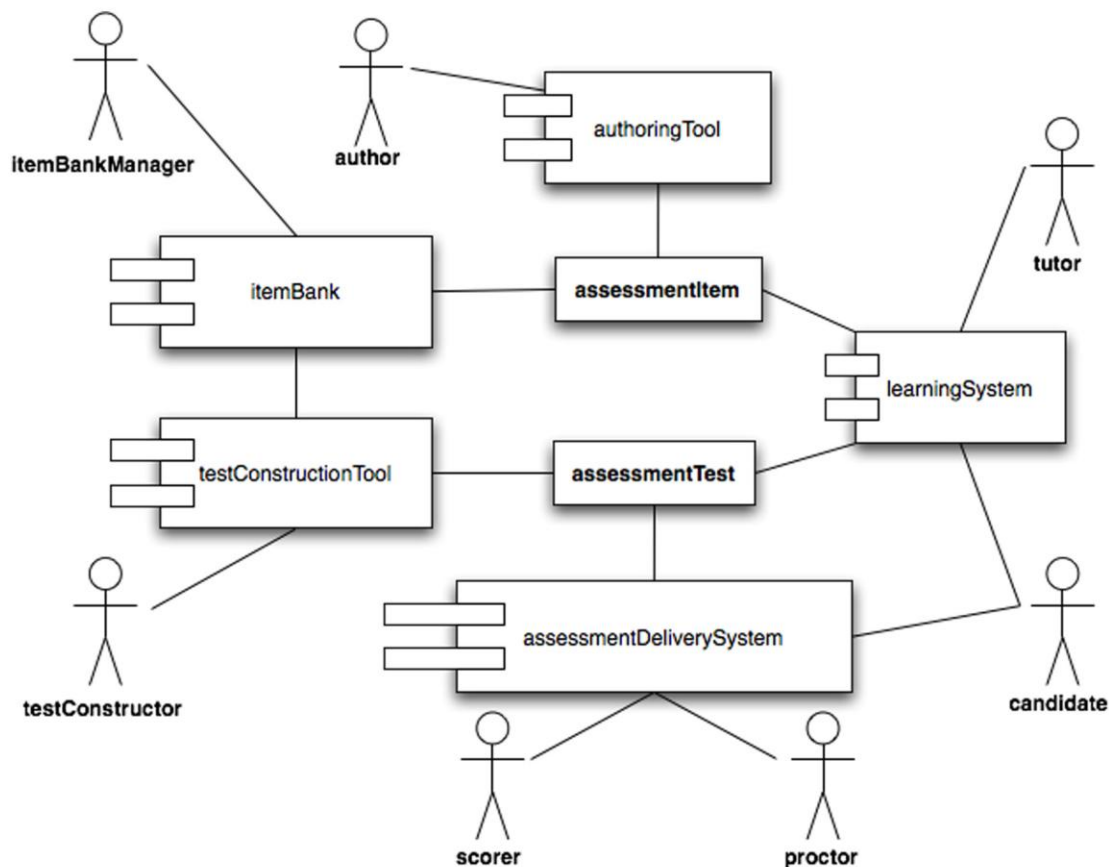 authoringTool
itemBankManager
author
tutor
itemBank
assessmentItem
learningSystem
testConstructionTool
assessmentTest
assessmentDeliverySystem
testConstructor
candidate
scorer
proctor